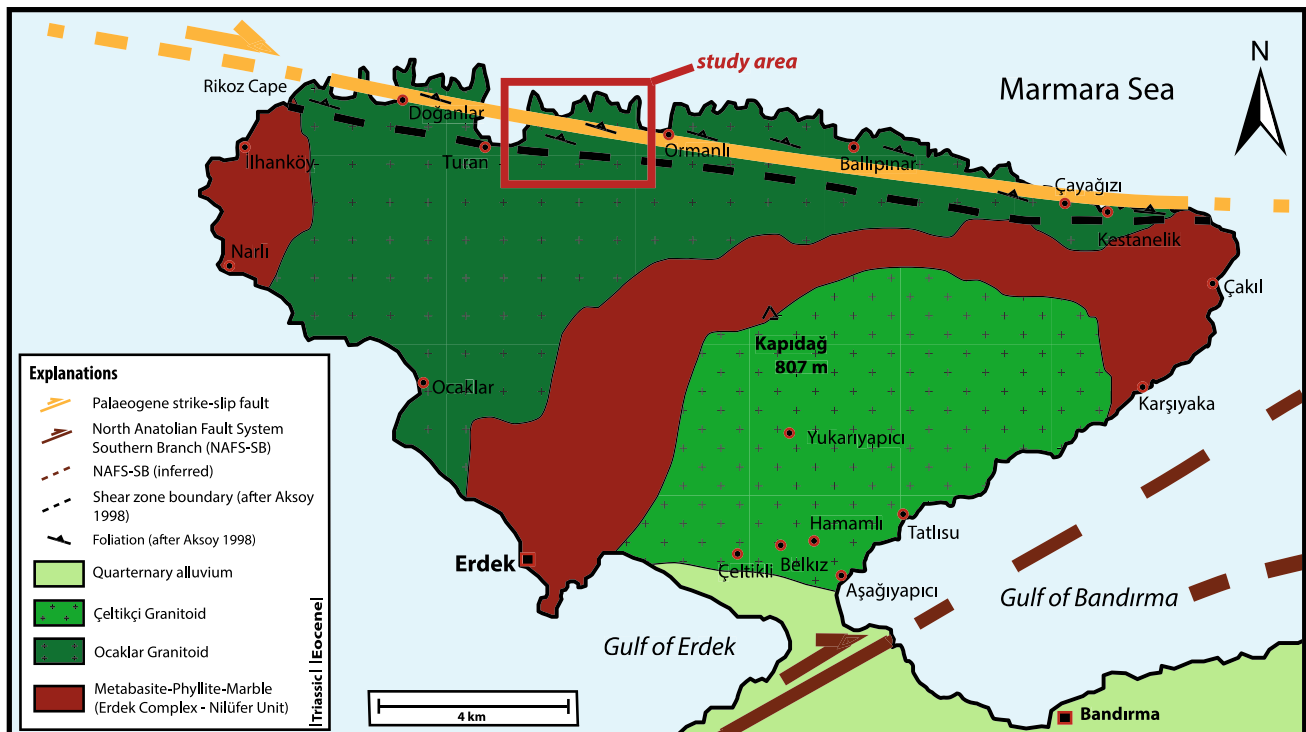 study area
N
Marmara Sea
Rikoz Cape
Doğanlar
İlhanköy
Turan
Ormanlı
Ballıpınar
Çayağızı
Kestanelik
Narlı
Çakıl
Kapıdağ
807 m
Ocaklar
Karşıyaka
Yukarıyapıcı
Hamamlı
Tatlısu
Erdek
Çeltikli
Belkız
Aşağıyapıcı
Gulf of Bandırma
Gulf of Erdek
4 km
Bandırma
Explanations
Palaeogene strike-slip fault
North Anatolian Fault System
Southern Branch (NAFS-SB)
NAFS-SB (inferred)
Shear zone boundary (after Aksoy
1998)
Foliation (after Aksoy 1998)
Quarternary alluvium
Çeltikçi Granitoid
Ocaklar Granitoid
Metabasite-Phyllite-Marble
(Erdek Complex - Nilüfer Unit)
|Triassic| |Eocenel